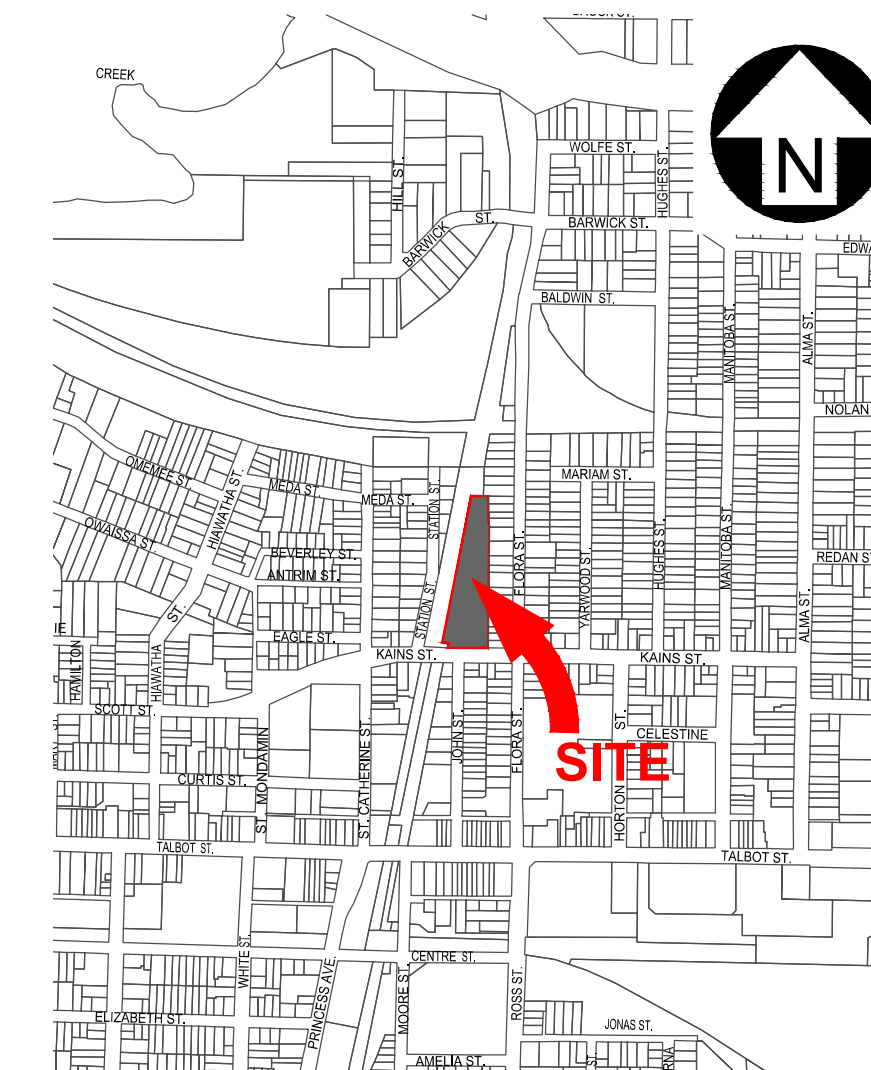 CREEK
WOLFE ST.
HILL ST.
HUGHES ST.
N
BARWICK
ST.
BARWICK ST.
EDWA
BALDWIN ST.
MANITOBA ST.
ALMA ST.
NOLAN
OMEMEE ST.
HIAWATHA ST.
MEDA ST.
MEDA ST.
STATION ST.
MARIAM ST.
OWAISSA ST.
BEVERLEY ST.
ANTRIM ST.
STATION ST.
FLORA ST.
YARWOOD ST.
HUGHES ST.
MANITOBA ST.
REDAN S
ALMA ST.
ST.
EAGLE ST.
HAMILTON
HIAWATHA
KAINS ST.
KAINS ST.
SCOTT ST.
ST. MONDAMIN
ST. CATHERINE ST.
JOHN ST.
FLORA ST.
ST.
CELESTINE
SITE
CURTIS ST.
HORTON
TALBOT ST.
TALBOT ST.
WHITE ST.
PRINCESS AVE.
MOORE ST.
CENTRE ST.
ROSS ST.
ELIZABETH ST.
JONAS ST.
AMELIA ST.
ST.
RNA